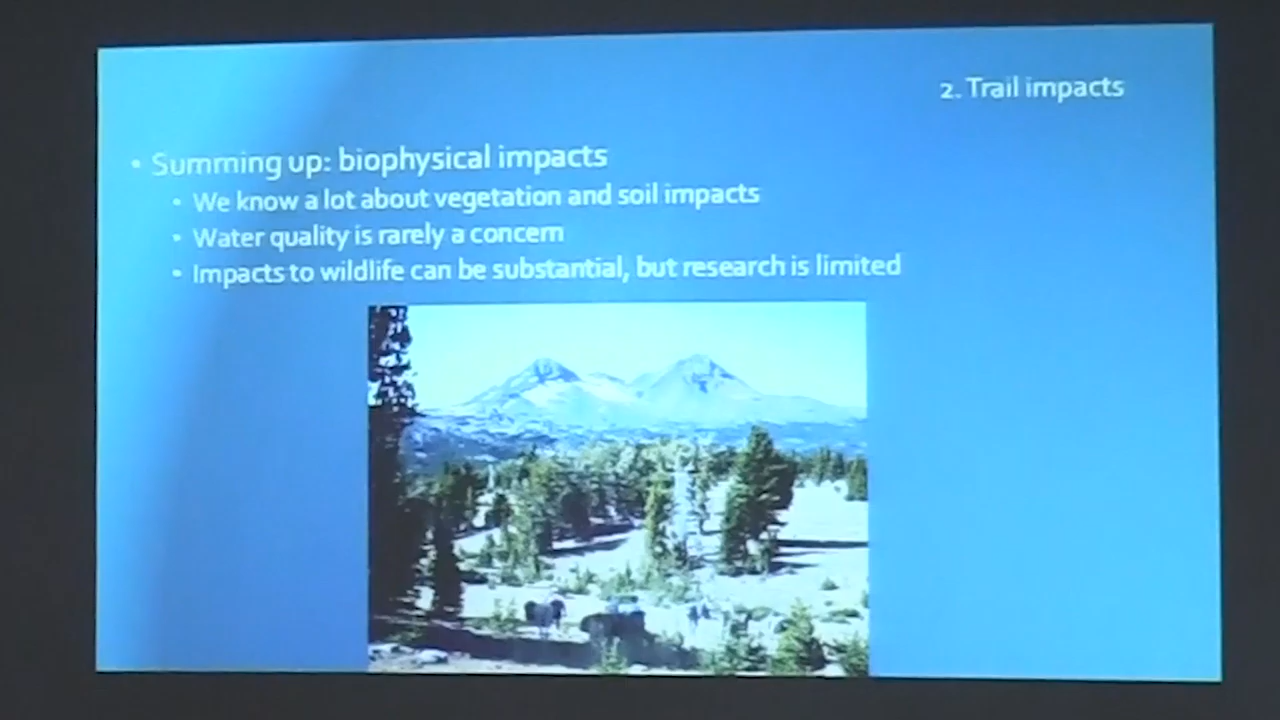 2. Trail impacts
• Summing up: biophysical impacts
• We know a lot about vegetation and soil impacts
• Water quality is rarely a concern
• Impacts to wildlife can be substantial, but research is limited